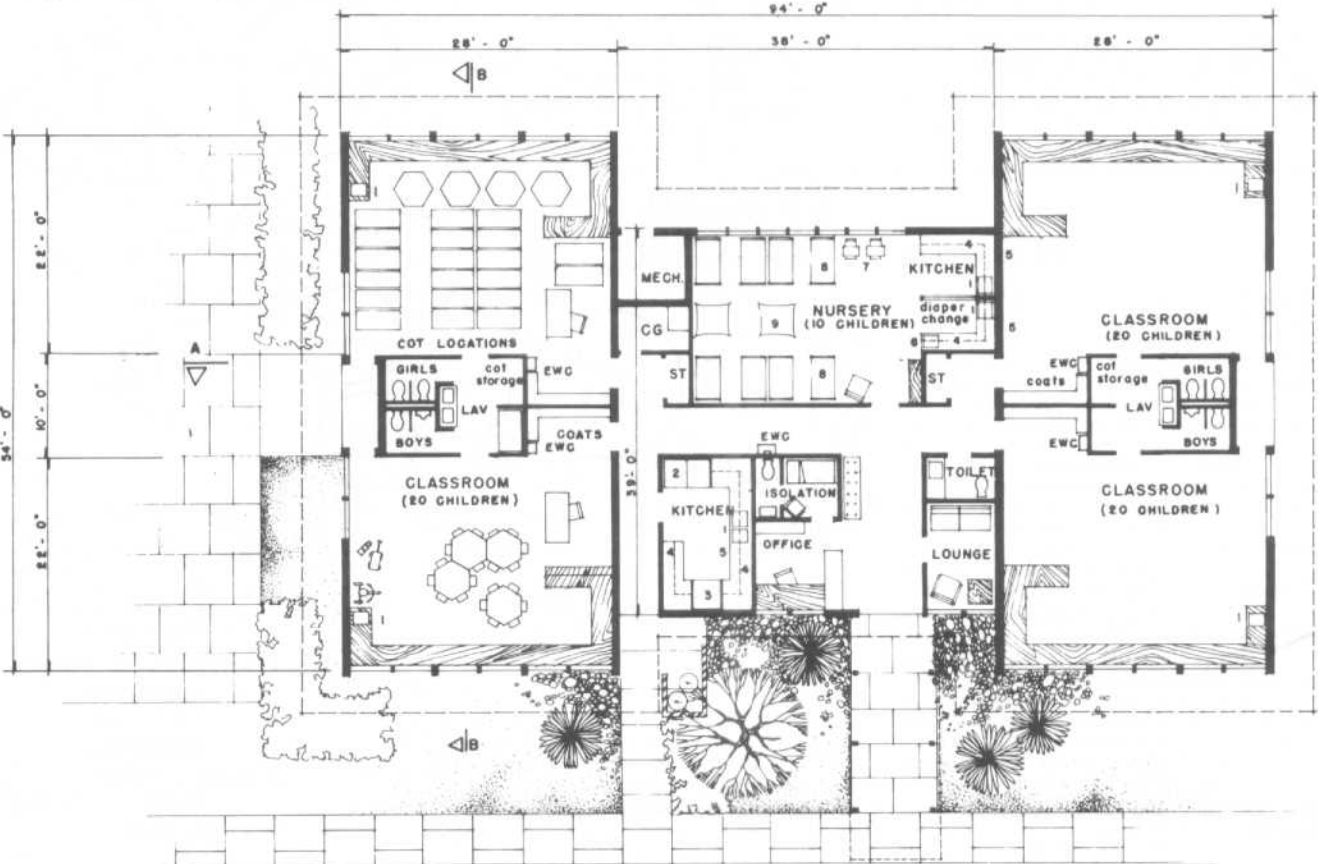 94' - 0"
28' - 0"
38' - 0"
28' - 0"
B
22' - 0"
10' - 0"
22' - 0"
54' - 0"
A
1
1
4
5
MECH.
8
7
KITCHEN
1
NURSERY
(10 CHILDREN)
diaper
change
1
5
9
CG
4
6
CLASSROOM
(20 CHILDREN)
COT LOCATIONS
GIRLS
cot
storage
EWC
ST
8
ST
EWC
coats
cot
storage
GIRLS
LAV
LAV
BOYS
COATS
EWC
EWC
EWC
BOYS
39' - 0"
CLASSROOM
(20 CHILDREN)
2
ISOLATION
TOILET
CLASSROOM
(20 CHILDREN)
KITCHEN
1
OFFICE
4
5
LOUNGE
4
3
1
1
B